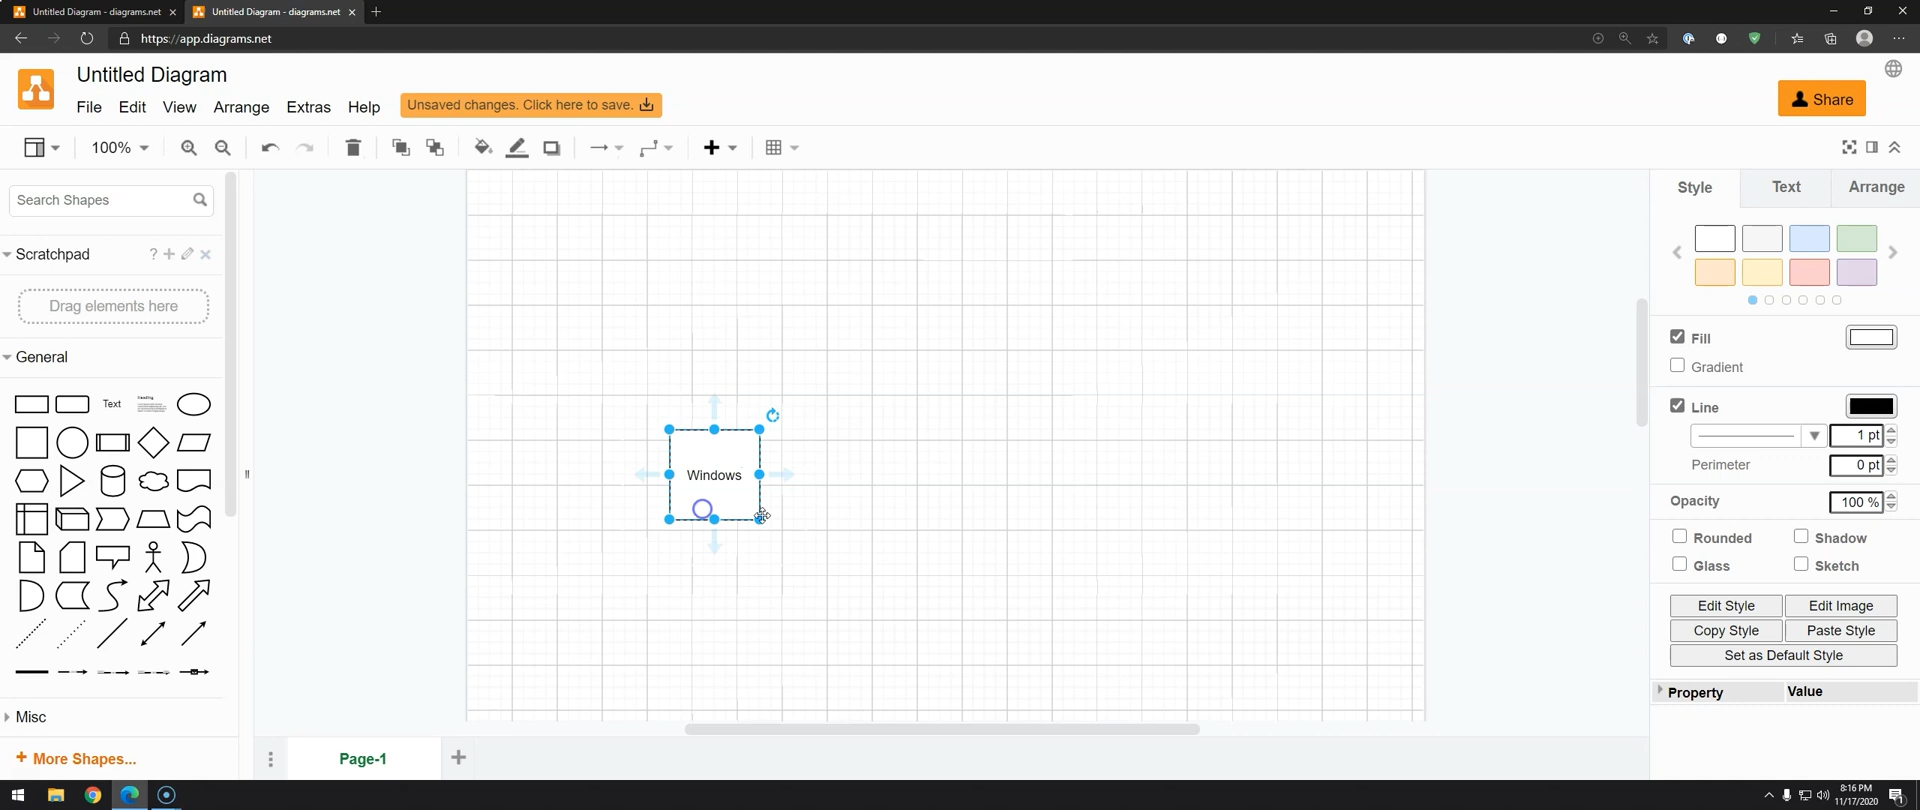 Untitled Diagram - diagrams.net
Untitled Diagram - diagrams.net
https://app.diagrams.net
Untitled Diagram
File Edit View Arrange Extras Help
Unsaved changes. Click here to save.
Share
100%
Search Shapes
Scratchpad
?
Drag elements here
General
Text
Heading
Misc
+ More Shapes...
Windows
Page-1
Style Text Arrange
Fill
Gradient
Line
1 pt
Perimeter 0 pt
Opacity 100 %
Rounded Shadow
Glass Sketch
Edit Style Edit Image
Copy Style Paste Style
Set as Default Style
Property Value
8:16 PM
11/17/2020
1